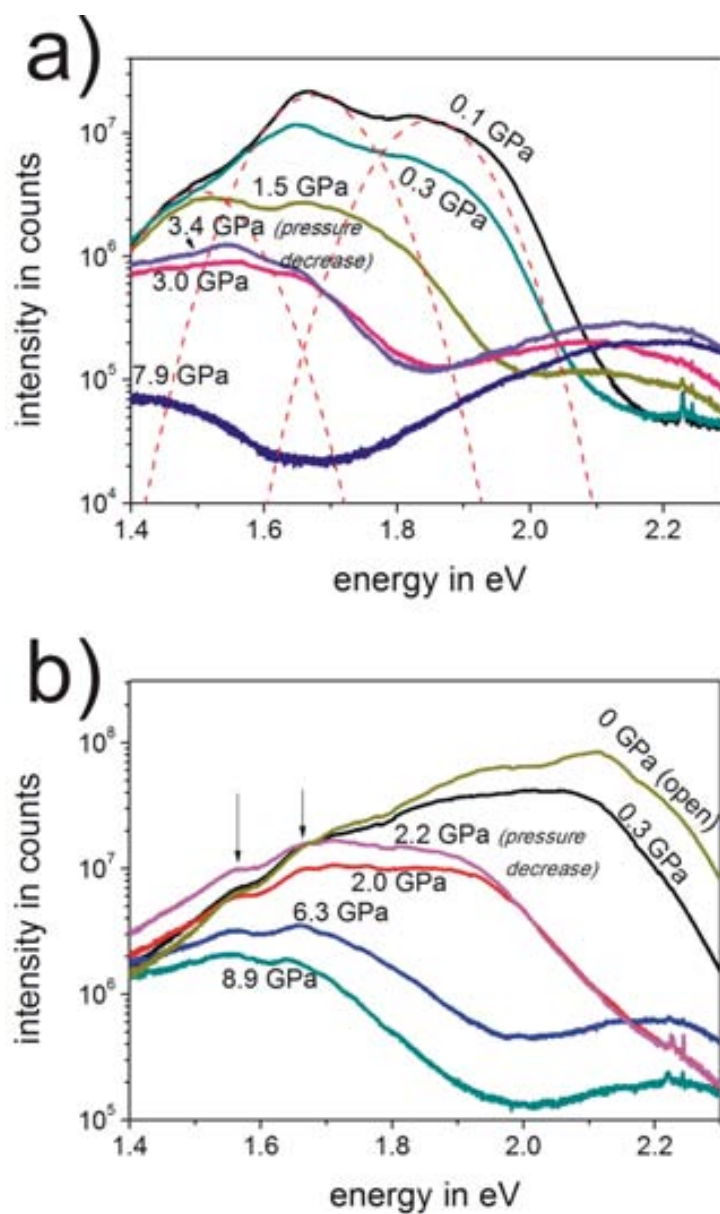 a)
intensity in counts
10^7
10^6
10^5
10^4
0.1 GPa
0.3 GPa
1.5 GPa
3.4 GPa (pressure
decrease)
3.0 GPa
7.9 GPa
1.4 1.6 1.8 2.0 2.2
energy in eV
b)
intensity in counts
10^8
10^7
10^6
10^5
0 GPa (open)
0.3 GPa
2.2 GPa (pressure
decrease)
2.0 GPa
6.3 GPa
8.9 GPa
1.4 1.6 1.8 2.0 2.2
energy in eV